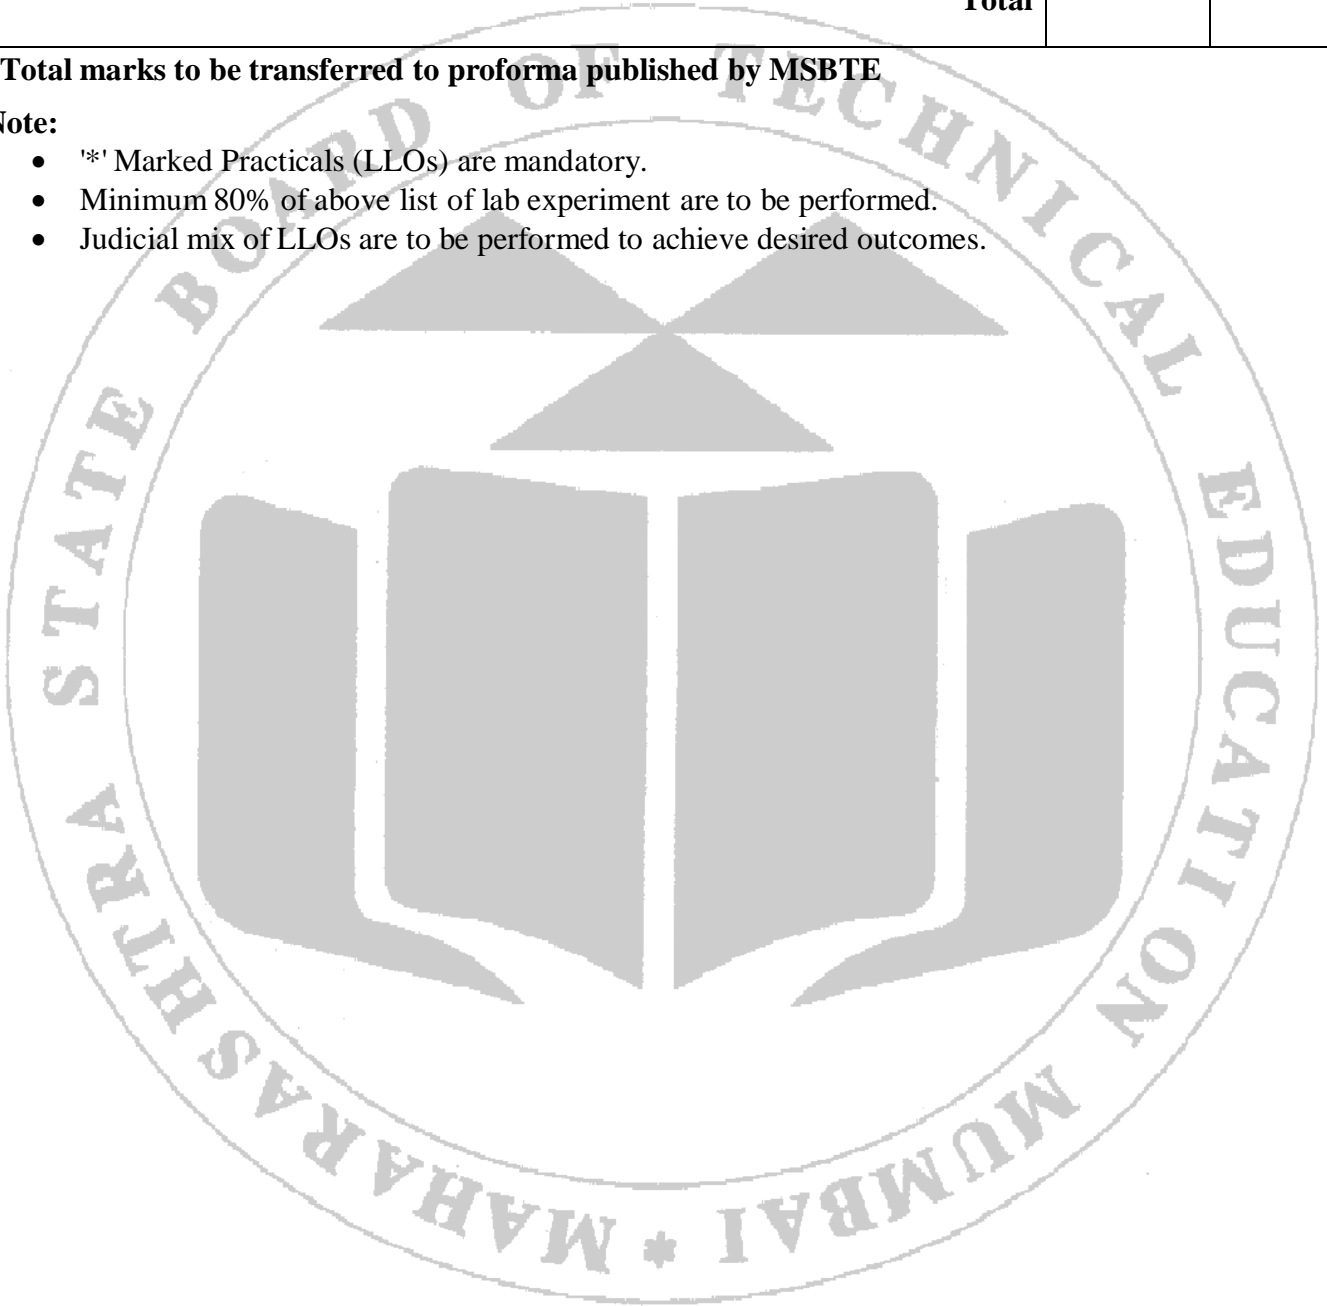 Total
Total marks to be transferred to proforma published by MSBTE
Note:
• '*' Marked Practicals (LLOs) are mandatory.
• Minimum 80% of above list of lab experiment are to be performed.
• Judicial mix of LLOs are to be performed to achieve desired outcomes.
MAHARASHTRA STATE BOARD OF TECHNICAL EDUCATION MUMBAI *